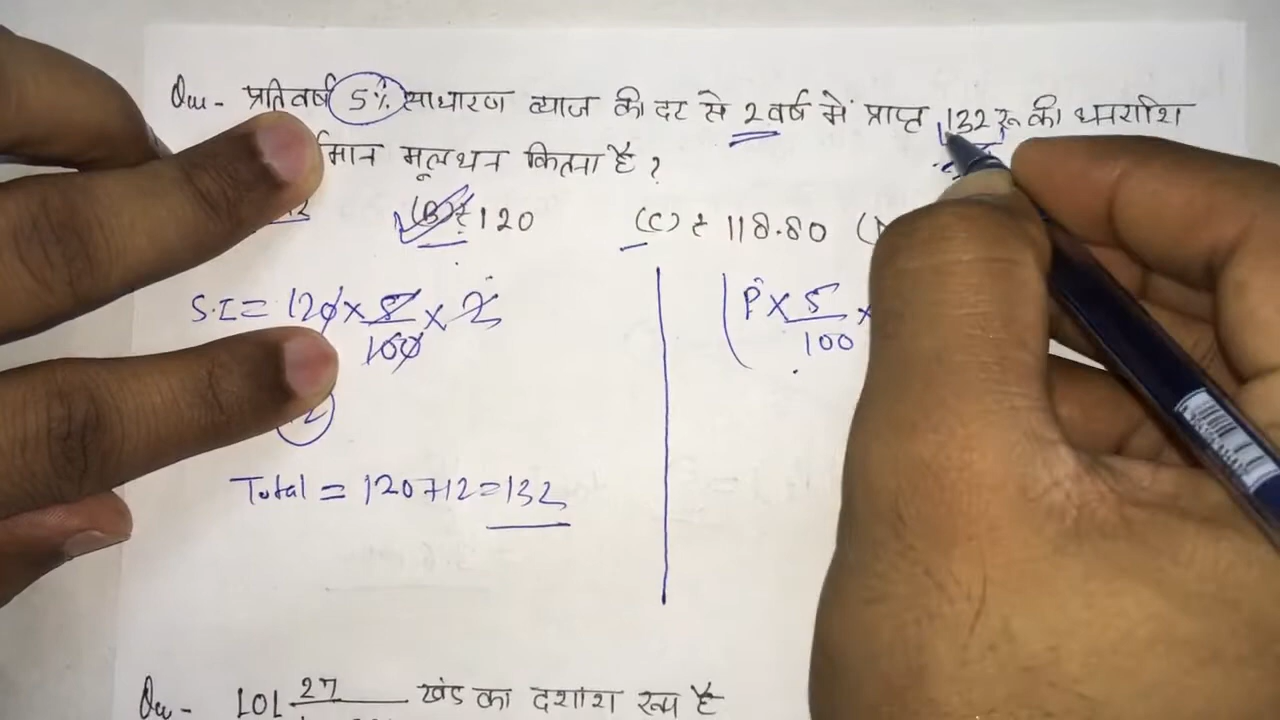 Qu- प्रतिवर्ष 5% साधारण व्याज की दर से 2 वर्ष में प्राप्त 132 रू की धनराशि
मान मूलधन कितना है ?
(B) ₹ 120 (C) ₹ 118.80
S.I = 120 × 5/100 × 2
P × 5/100 ×
Total = 120+12=132
Qu- 101 27 खंड का दशांश रूप है